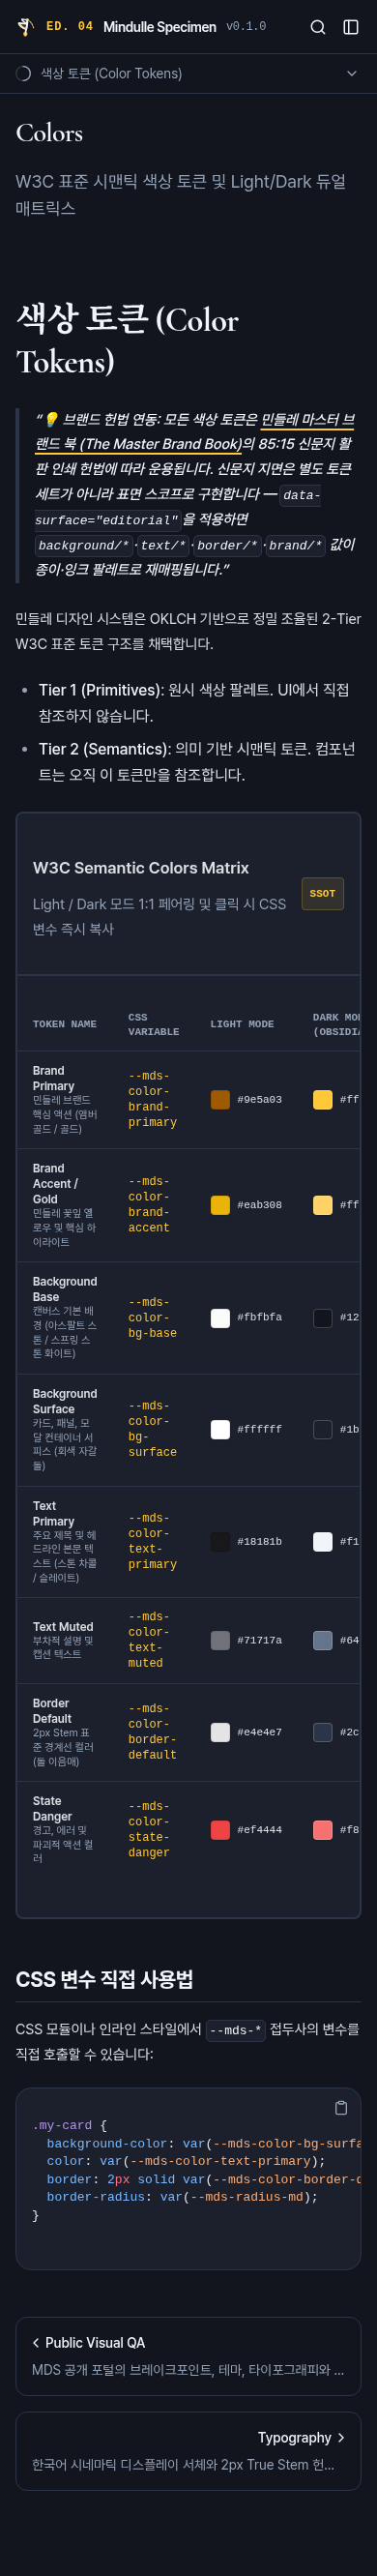 ED. 04 Mindulle Specimen v0.1.0
색상 토큰 (Color Tokens)
Colors
W3C 표준 시맨틱 색상 토큰 및 Light/Dark 듀얼
매트릭스
색상 토큰 (Color
Tokens)
"💡 브랜드 헌법 연동: 모든 색상 토큰은 민들레 마스터 브
랜드 북 (The Master Brand Book)의 85:15 신문지 활
판 인쇄 헌법에 따라 운용됩니다. 신문지 지면은 별도 토큰
세트가 아니라 표면 스코프로 구현합니다 — data-
surface="editorial" 을 적용하면
background/* · text/* · border/* · brand/* 값이
종이·잉크 팔레트로 재매핑됩니다."
민들레 디자인 시스템은 OKLCH 기반으로 정밀 조율된 2-Tier
W3C 표준 토큰 구조를 채택합니다.
Tier 1 (Primitives): 원시 색상 팔레트. UI에서 직접
참조하지 않습니다.
Tier 2 (Semantics): 의미 기반 시맨틱 토큰. 컴포넌
트는 오직 이 토큰만을 참조합니다.
W3C Semantic Colors Matrix
SSOT
Light / Dark 모드 1:1 페어링 및 클릭 시 CSS
변수 즉시 복사
TOKEN NAME
CSS
VARIABLE
LIGHT MODE
DARK MO
(OBSIDIA
Brand
Primary
민들레 브랜드
핵심 액션 (앰버
골드 / 골드)
--mds-
color-
brand-
primary
#9e5a03
#ff
Brand
Accent /
Gold
민들레 꽃잎 옐
로우 및 핵심 하
이라이트
--mds-
color-
brand-
accent
#eab308
#ff
Background
Base
캔버스 기본 배
경 (아스팔트 스
톤 / 스프링 스
톤 화이트)
--mds-
color-
bg-base
#fbfbfa
#12
Background
Surface
카드, 패널, 모
달 컨테이너 서
피스 (회색 자갈
돌)
--mds-
color-
bg-
surface
#ffffff
#1b
Text
Primary
주요 제목 및 헤
드라인 본문 텍
스트 (스톤 차콜
/ 슬레이트)
--mds-
color-
text-
primary
#18181b
#f1
Text Muted
부차적 설명 및
캡션 텍스트
--mds-
color-
text-
muted
#71717a
#64
Border
Default
2px Stem 표
준 경계선 컬러
(돌 이음매)
--mds-
color-
border-
default
#e4e4e7
#2c
State
Danger
경고, 에러 및
파괴적 액션 컬
러
--mds-
color-
state-
danger
#ef4444
#f8
CSS 변수 직접 사용법
CSS 모듈이나 인라인 스타일에서 --mds-* 접두사의 변수를
직접 호출할 수 있습니다:
.my-card {
background-color: var(--mds-color-bg-surfa
color: var(--mds-color-text-primary);
border: 2px solid var(--mds-color-border-d
border-radius: var(--mds-radius-md);
}
Public Visual QA
MDS 공개 포털의 브레이크포인트, 테마, 타이포그래피와 ...
Typography
한국어 시네마틱 디스플레이 서체와 2px True Stem 헌...